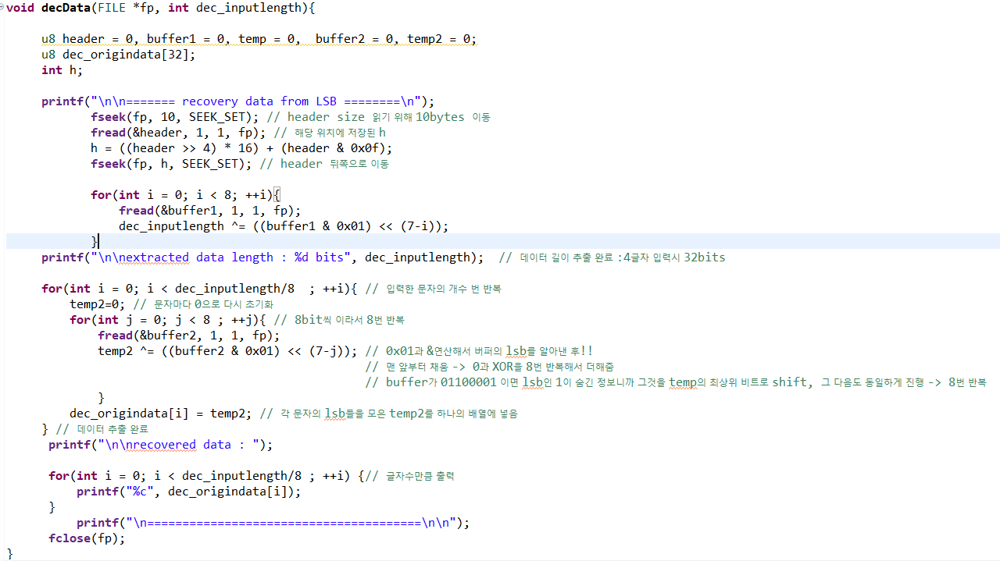 void decData(FILE *fp, int dec_inputlength){
u8 header = 0, buffer1 = 0, temp = 0,  buffer2 = 0, temp2 = 0;
u8 dec_origindata[32];
int h;
printf("\n\n======= recovery data from LSB ========\n");
fseek(fp, 10, SEEK_SET); // header size 읽기 위해 10bytes 이동
fread(&header, 1, 1, fp); // 해당 위치에 저장된 h
h = ((header >> 4) * 16) + (header & 0x0f);
fseek(fp, h, SEEK_SET); // header 뒤쪽으로 이동
for(int i = 0; i < 8; ++i){
fread(&buffer1, 1, 1, fp);
dec_inputlength ^= ((buffer1 & 0x01) << (7-i));
}
printf("\n\nextracted data length : %d bits", dec_inputlength);  // 데이터 길이 추출 완료 :4글자 입력시 32bits
for(int i = 0; i < dec_inputlength/8  ; ++i){ // 입력한 문자의 개수 번 반복
temp2=0; // 문자마다 0으로 다시 초기화
for(int j = 0; j < 8 ; ++j){ // 8bit씩 이라서 8번 반복
fread(&buffer2, 1, 1, fp);
temp2 ^= ((buffer2 & 0x01) << (7-j)); // 0x01과 &연산해서 버퍼의 lsb를 알아낸 후!!
// 맨 앞부터 채움 -> 0과 XOR을 8번 반복해서 더해줌
// buffer가 01100001 이면 lsb인 1이 숨긴 정보니까 그것을 temp의 최상위 비트로 shift, 그 다음도 동일하게 진행 -> 8번 반복
}
dec_origindata[i] = temp2; // 각 문자의 lsb들을 모은 temp2를 하나의 배열에 넣음
} // 데이터 추출 완료
printf("\n\nrecovered data : ");
for(int i = 0; i < dec_inputlength/8 ; ++i) {// 글자수만큼 출력
printf("%c", dec_origindata[i]);
}
printf("\n=======================================\n\n");
fclose(fp);
}